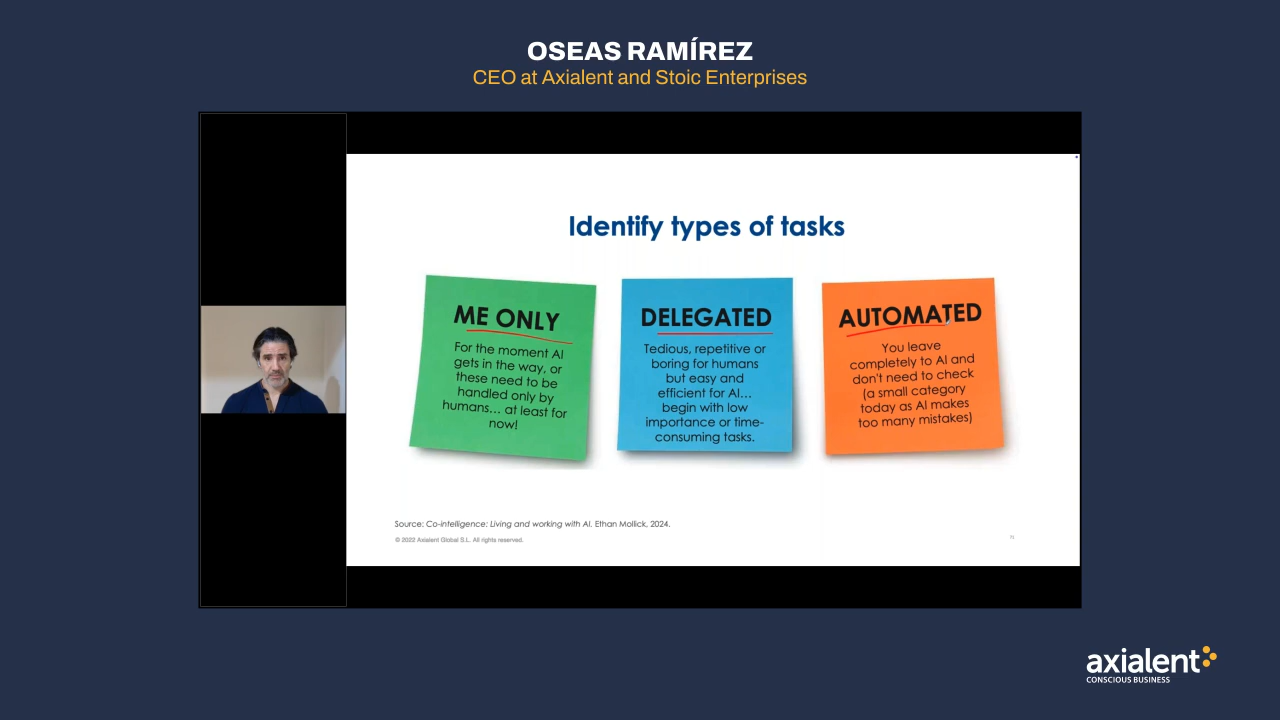 OSEAS RAMÍREZ
CEO at Axialent and Stoic Enterprises
Identify types of tasks
ME ONLY
For the moment AI
gets in the way, or
these need to be
handled only by
humans... at least for
now!
DELEGATED
Tedious, repetitive or
boring for humans
but easy and
efficient for AI...
begin with low
importance or time-
consuming tasks.
AUTOMATED
You leave
completely to AI and
don't need to check
(a small category
today as AI makes
too many mistakes)
Source: Co-intelligence: Living and working with AI. Ethan Mollick, 2024.
© 2022 Axialent Global S.L. All rights reserved.
axialent
CONSCIOUS BUSINESS